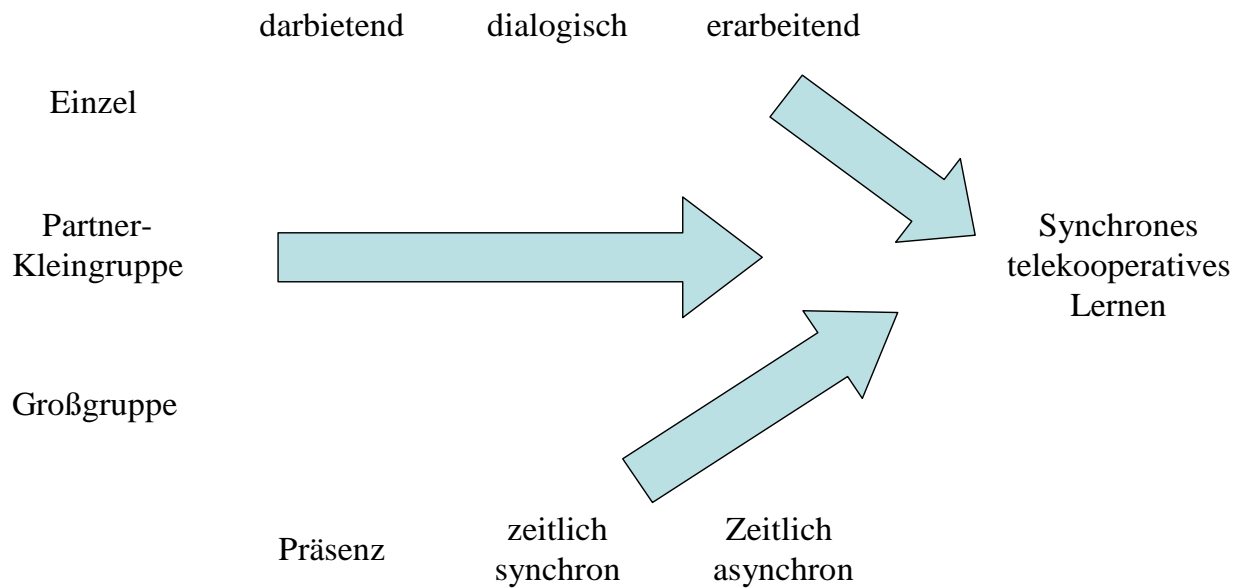 darbietend dialogisch erarbeitend
Einzel
Partner-
Kleingruppe
Synchrones
telekooperatives
Lernen
Großgruppe
Präsenz
zeitlich
synchron
Zeitlich
asynchron